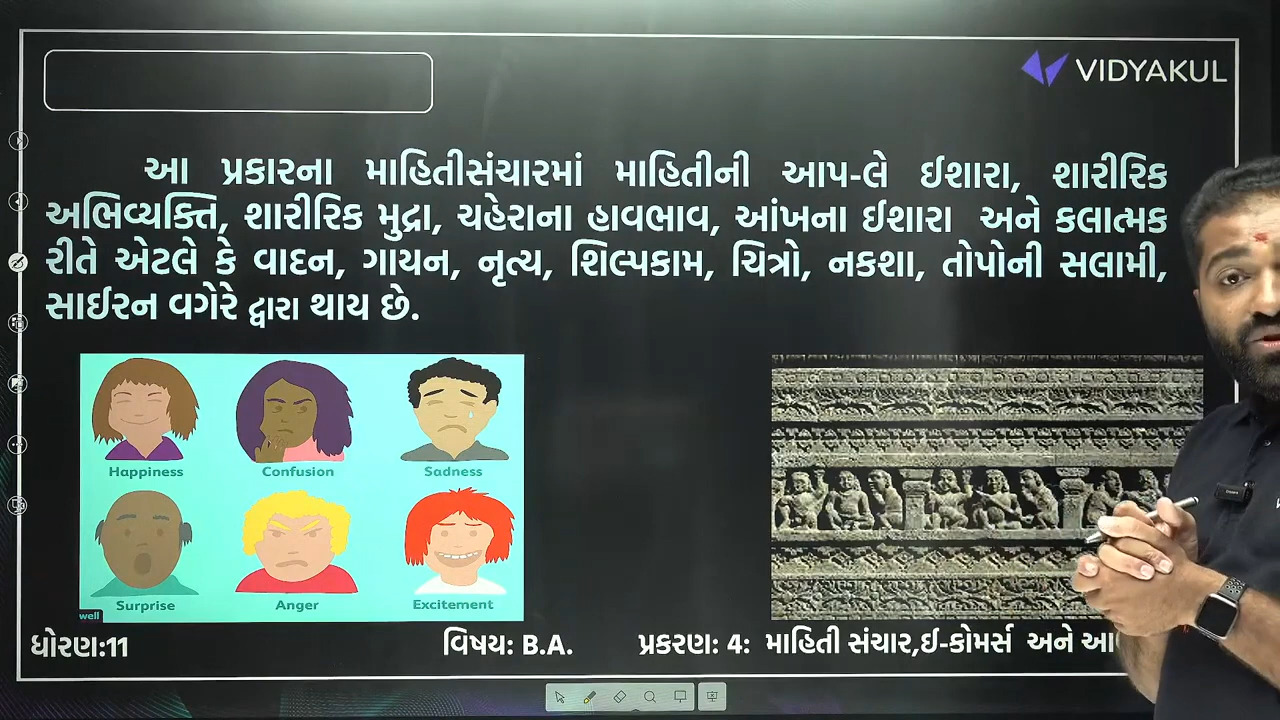 VIDYAKUL
આ પ્રકારના માહિતીસંચારમાં માહિતીની આપ-લે ઈશારા, શારીરિક
અભિવ્યક્તિ, શારીરિક મુદ્રા, ચહેરાના હાવભાવ, આંખના ઈશારા અને કલાત્મક
રીતે એટલે કે વાદન, ગાયન, નૃત્ય, શિલ્પકામ, ચિત્રો, નકશા, તોપોની સલામી,
સાઈરન વગેરે દ્વારા થાય છે.
Happiness Confusion Sadness
Surprise Anger Excitement
well
ધોરણ:11 વિષય: B.A. પ્રકરણ: 4: માહિતી સંચાર,ઈ-કોમર્સ અને